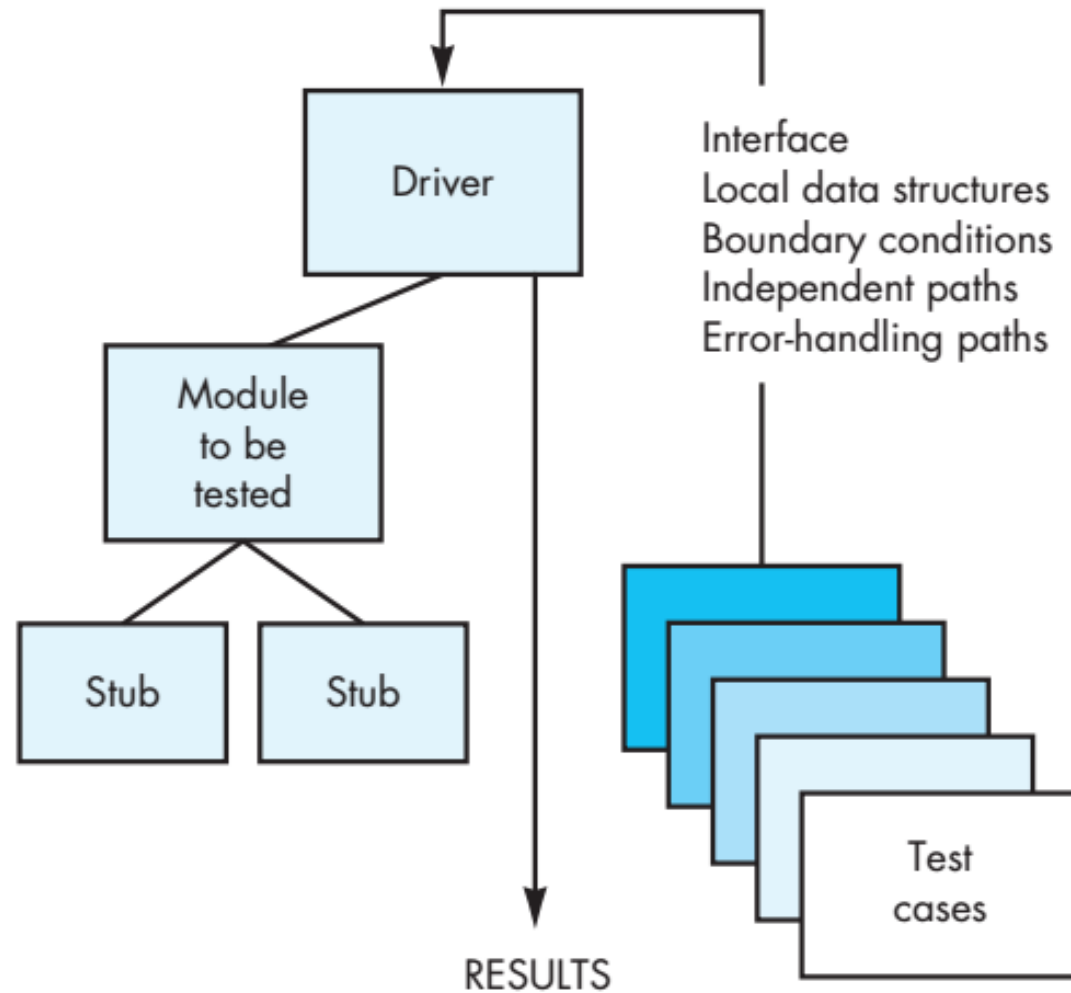 Driver
Interface
Local data structures
Boundary conditions
Independent paths
Error-handling paths
Module
to be
tested
Stub
Stub
Test
cases
RESULTS